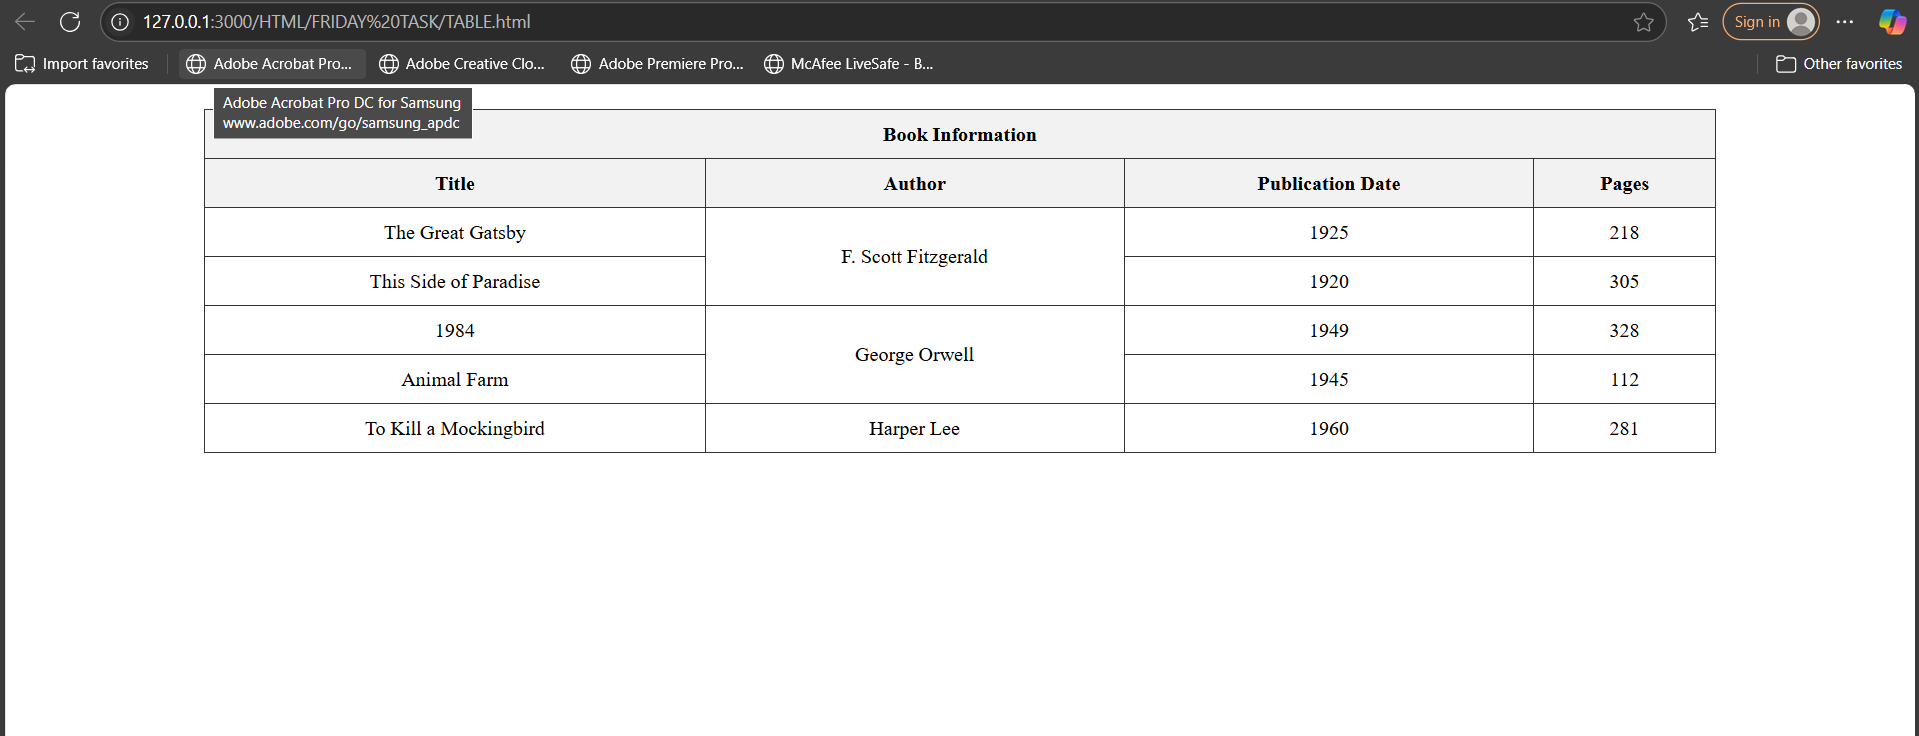 127.0.0.1:3000/HTML/FRIDAY%20TASK/TABLE.html
Sign in
Import favorites
Adobe Acrobat Pro...
Adobe Creative Clo...
Adobe Premiere Pro...
McAfee LiveSafe - B...
Other favorites
Adobe Acrobat Pro DC for Samsung
www.adobe.com/go/samsung_apdc
Book Information
Title Author Publication Date Pages
The Great Gatsby F. Scott Fitzgerald 1925 218
This Side of Paradise 1920 305
1984 George Orwell 1949 328
Animal Farm 1945 112
To Kill a Mockingbird Harper Lee 1960 281